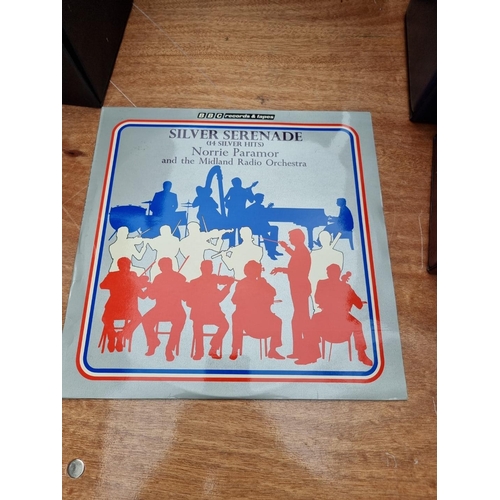 BBC records & tapes
SILVER SERENADE
(14 SILVER HITS)
Norrie Paramor
and the Midland Radio Orchestra